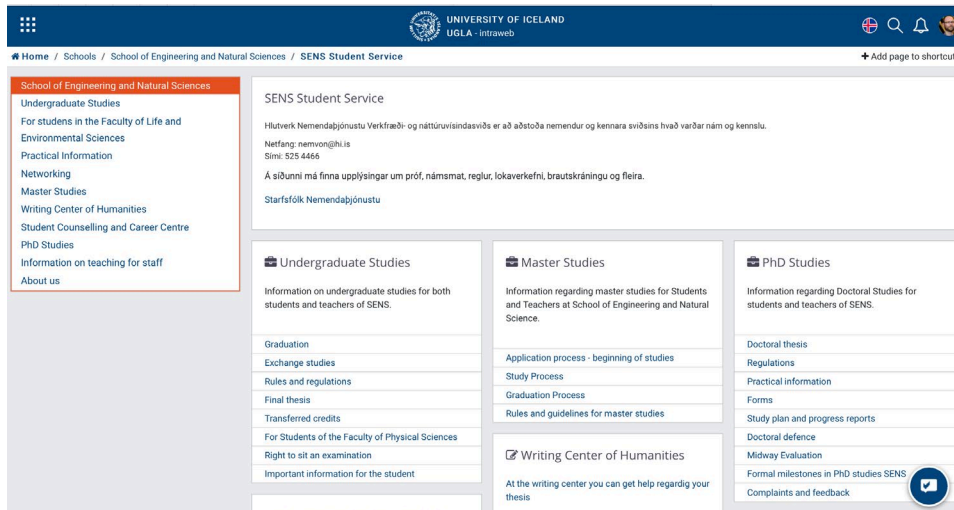 UNIVERSITY OF ICELAND
UGLA - intraweb
Home / Schools / School of Engineering and Natural Sciences / SENS Student Service
+ Add page to shortcut
School of Engineering and Natural Sciences
Undergraduate Studies
For studens in the Faculty of Life and
Environmental Sciences
Practical Information
Networking
Master Studies
Writing Center of Humanities
Student Counselling and Career Centre
PhD Studies
Information on teaching for staff
About us
SENS Student Service
Hlutverk Nemendaþjónustu Verkfræði- og náttúruvísindasviðs er að aðstoða nemendur og kennara sviðsins hvað varðar nám og kennslu.
Netfang: nemvon@hi.is
Sími: 525 4466
Á síðunni má finna upplýsingar um próf, námsmat, reglur, lokaverkefni, brautskráningu og fleira.
Starfsfólk Nemendaþjónustu
Undergraduate Studies
Information on undergraduate studies for both
students and teachers of SENS.
Graduation
Exchange studies
Rules and regulations
Final thesis
Transferred credits
For Students of the Faculty of Physical Sciences
Right to sit an examination
Important information for the student
Master Studies
Information regarding master studies for Students
and Teachers at School of Engineering and Natural
Science.
Application process - beginning of studies
Study Process
Graduation Process
Rules and guidelines for master studies
Writing Center of Humanities
At the writing center you can get help regardig your
thesis
PhD Studies
Information regarding Doctoral Studies for
students and teachers of SENS.
Doctoral thesis
Regulations
Practical information
Forms
Study plan and progress reports
Doctoral defence
Midway Evaluation
Formal milestones in PhD studies SENS
Complaints and feedback